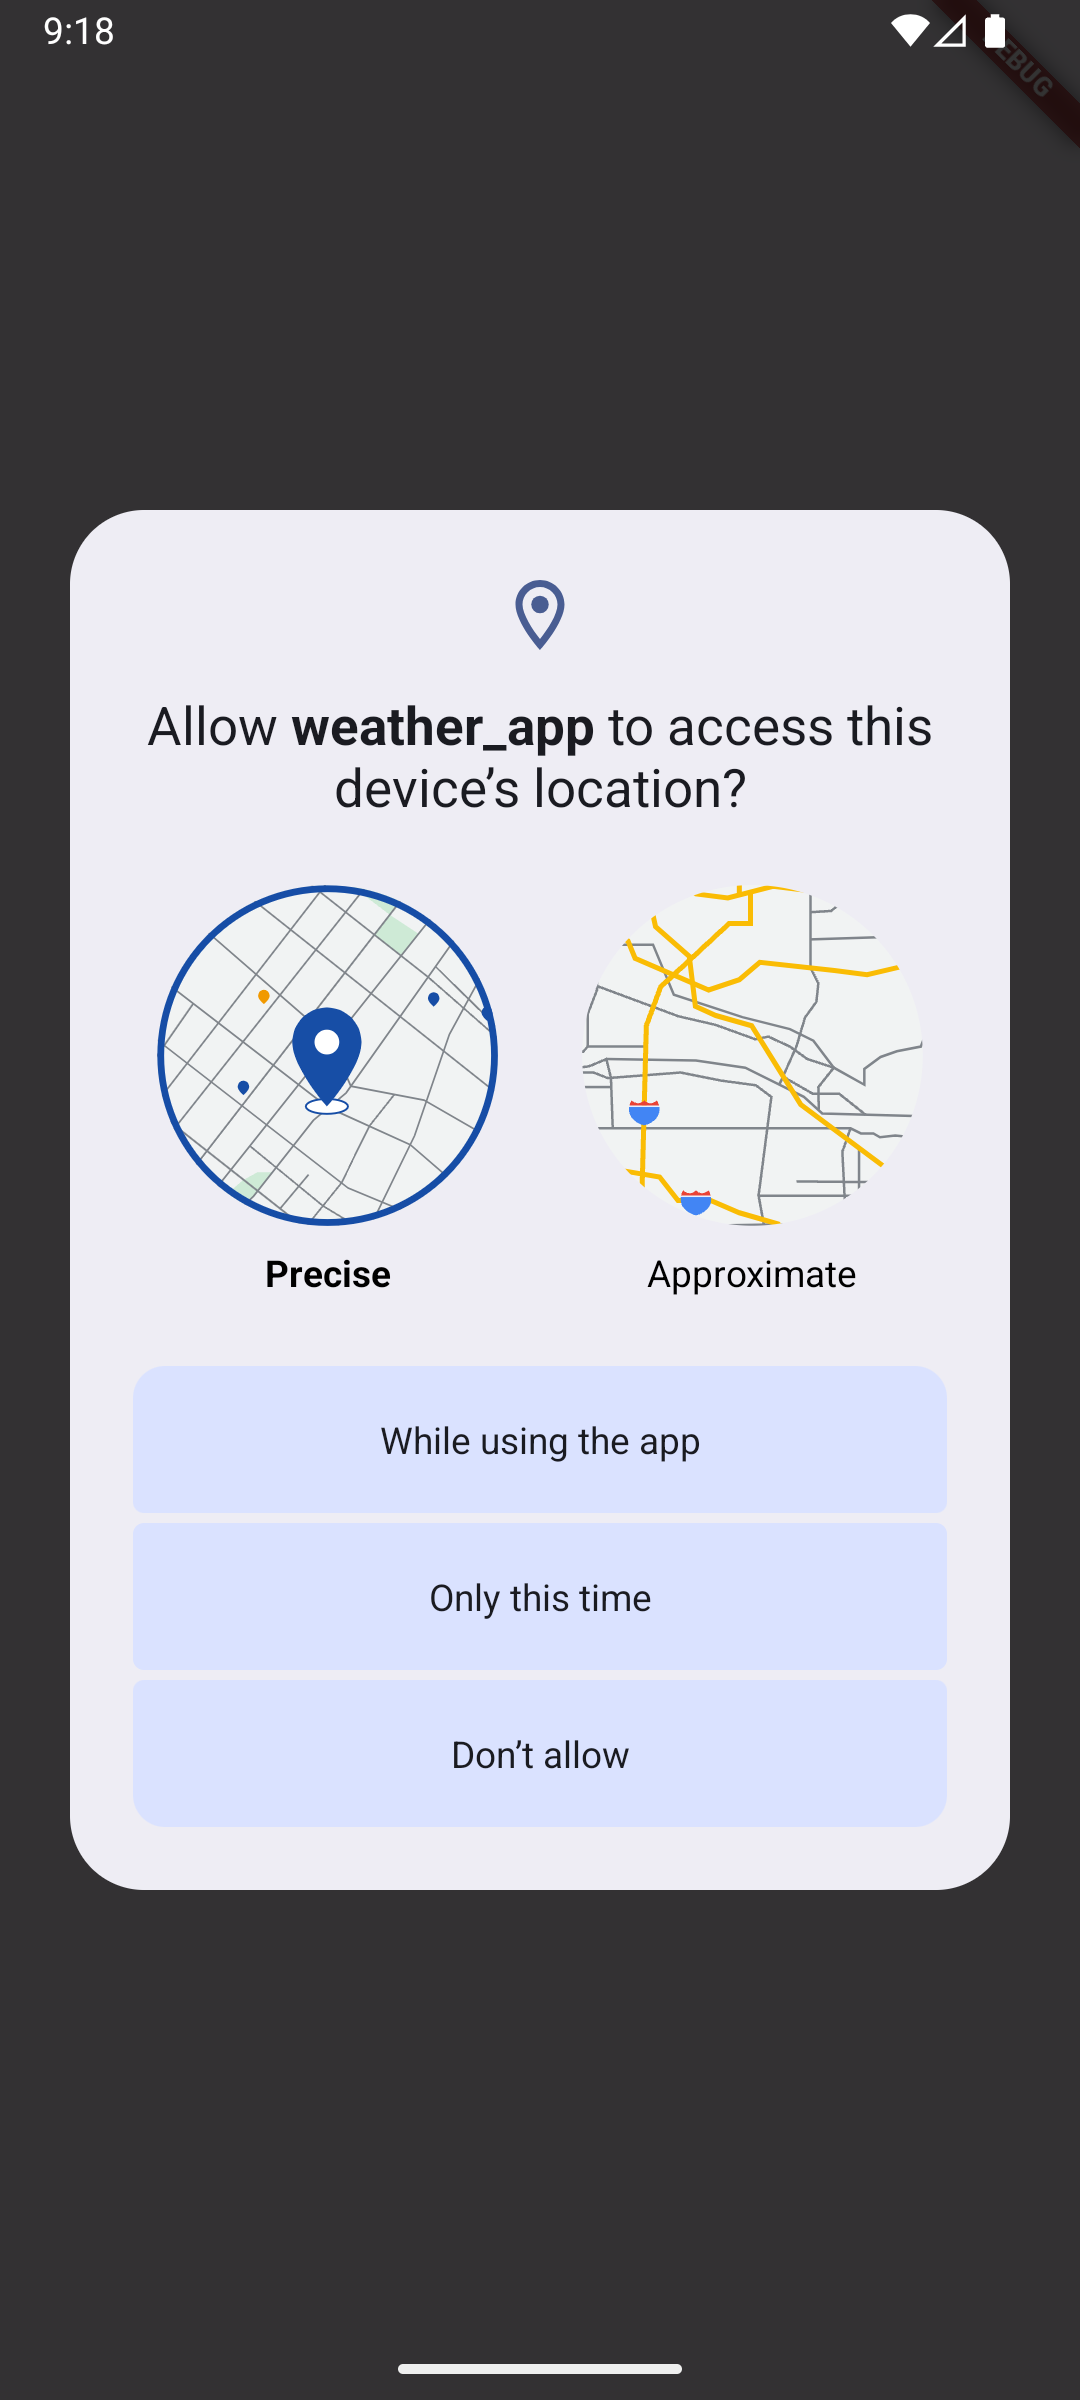 9:18
Allow weather_app to access this
device’s location?
Precise
Approximate
While using the app
Only this time
Don’t allow